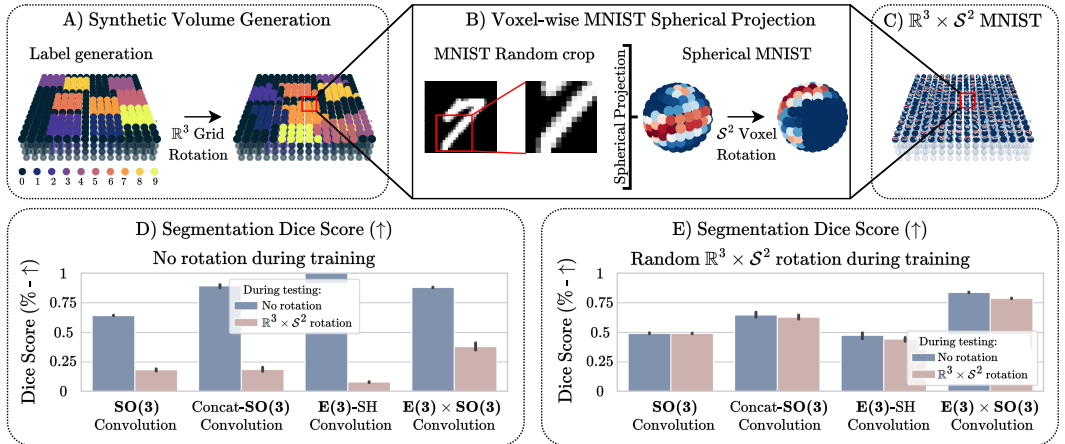 A) Synthetic Volume Generation
Label generation
ℝ³ Grid
Rotation
0 1 2 3 4 5 6 7 8 9
B) Voxel-wise MNIST Spherical Projection
MNIST Random crop
Spherical Projection
Spherical MNIST
𝒮² Voxel
Rotation
C) ℝ³ × 𝒮² MNIST
D) Segmentation Dice Score (↑)
No rotation during training
Dice Score (% - ↑)
1
0.75
0.5
0.25
0
During testing:
No rotation
ℝ³ × 𝒮² rotation
SO(3)
Convolution
Concat-SO(3)
Convolution
E(3)-SH
Convolution
E(3) × SO(3)
Convolution
E) Segmentation Dice Score (↑)
Random ℝ³ × 𝒮² rotation during training
Dice Score (% - ↑)
1
0.75
0.5
0.25
0
During testing:
No rotation
ℝ³ × 𝒮² rotation
SO(3)
Convolution
Concat-SO(3)
Convolution
E(3)-SH
Convolution
E(3) × SO(3)
Convolution